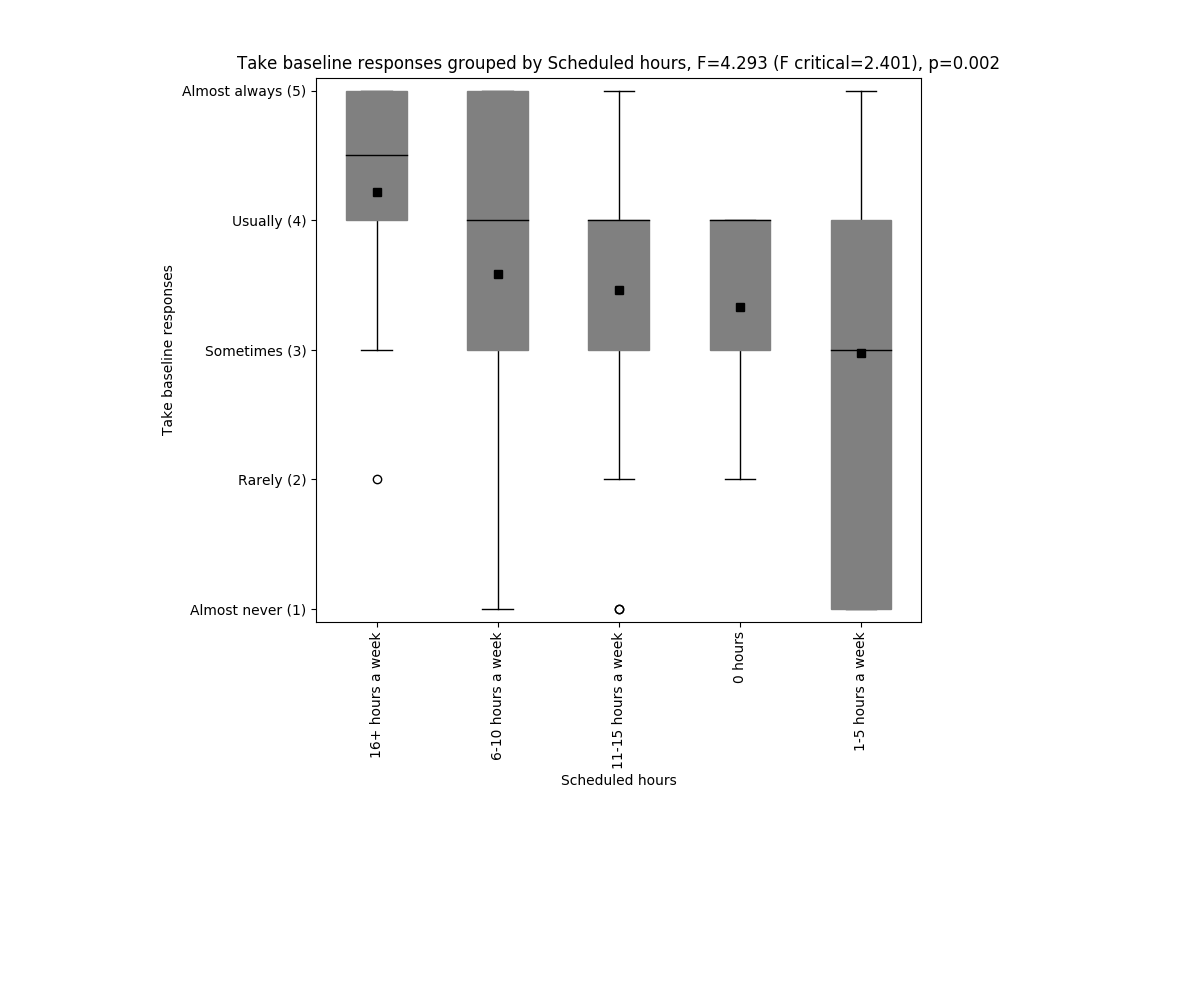 Take baseline responses grouped by Scheduled hours, F=4.293 (F critical=2.401), p=0.002
Almost always (5)
Usually (4)
Sometimes (3)
Rarely (2)
Almost never (1)
Take baseline responses
16+ hours a week
6-10 hours a week
11-15 hours a week
0 hours
1-5 hours a week
Scheduled hours